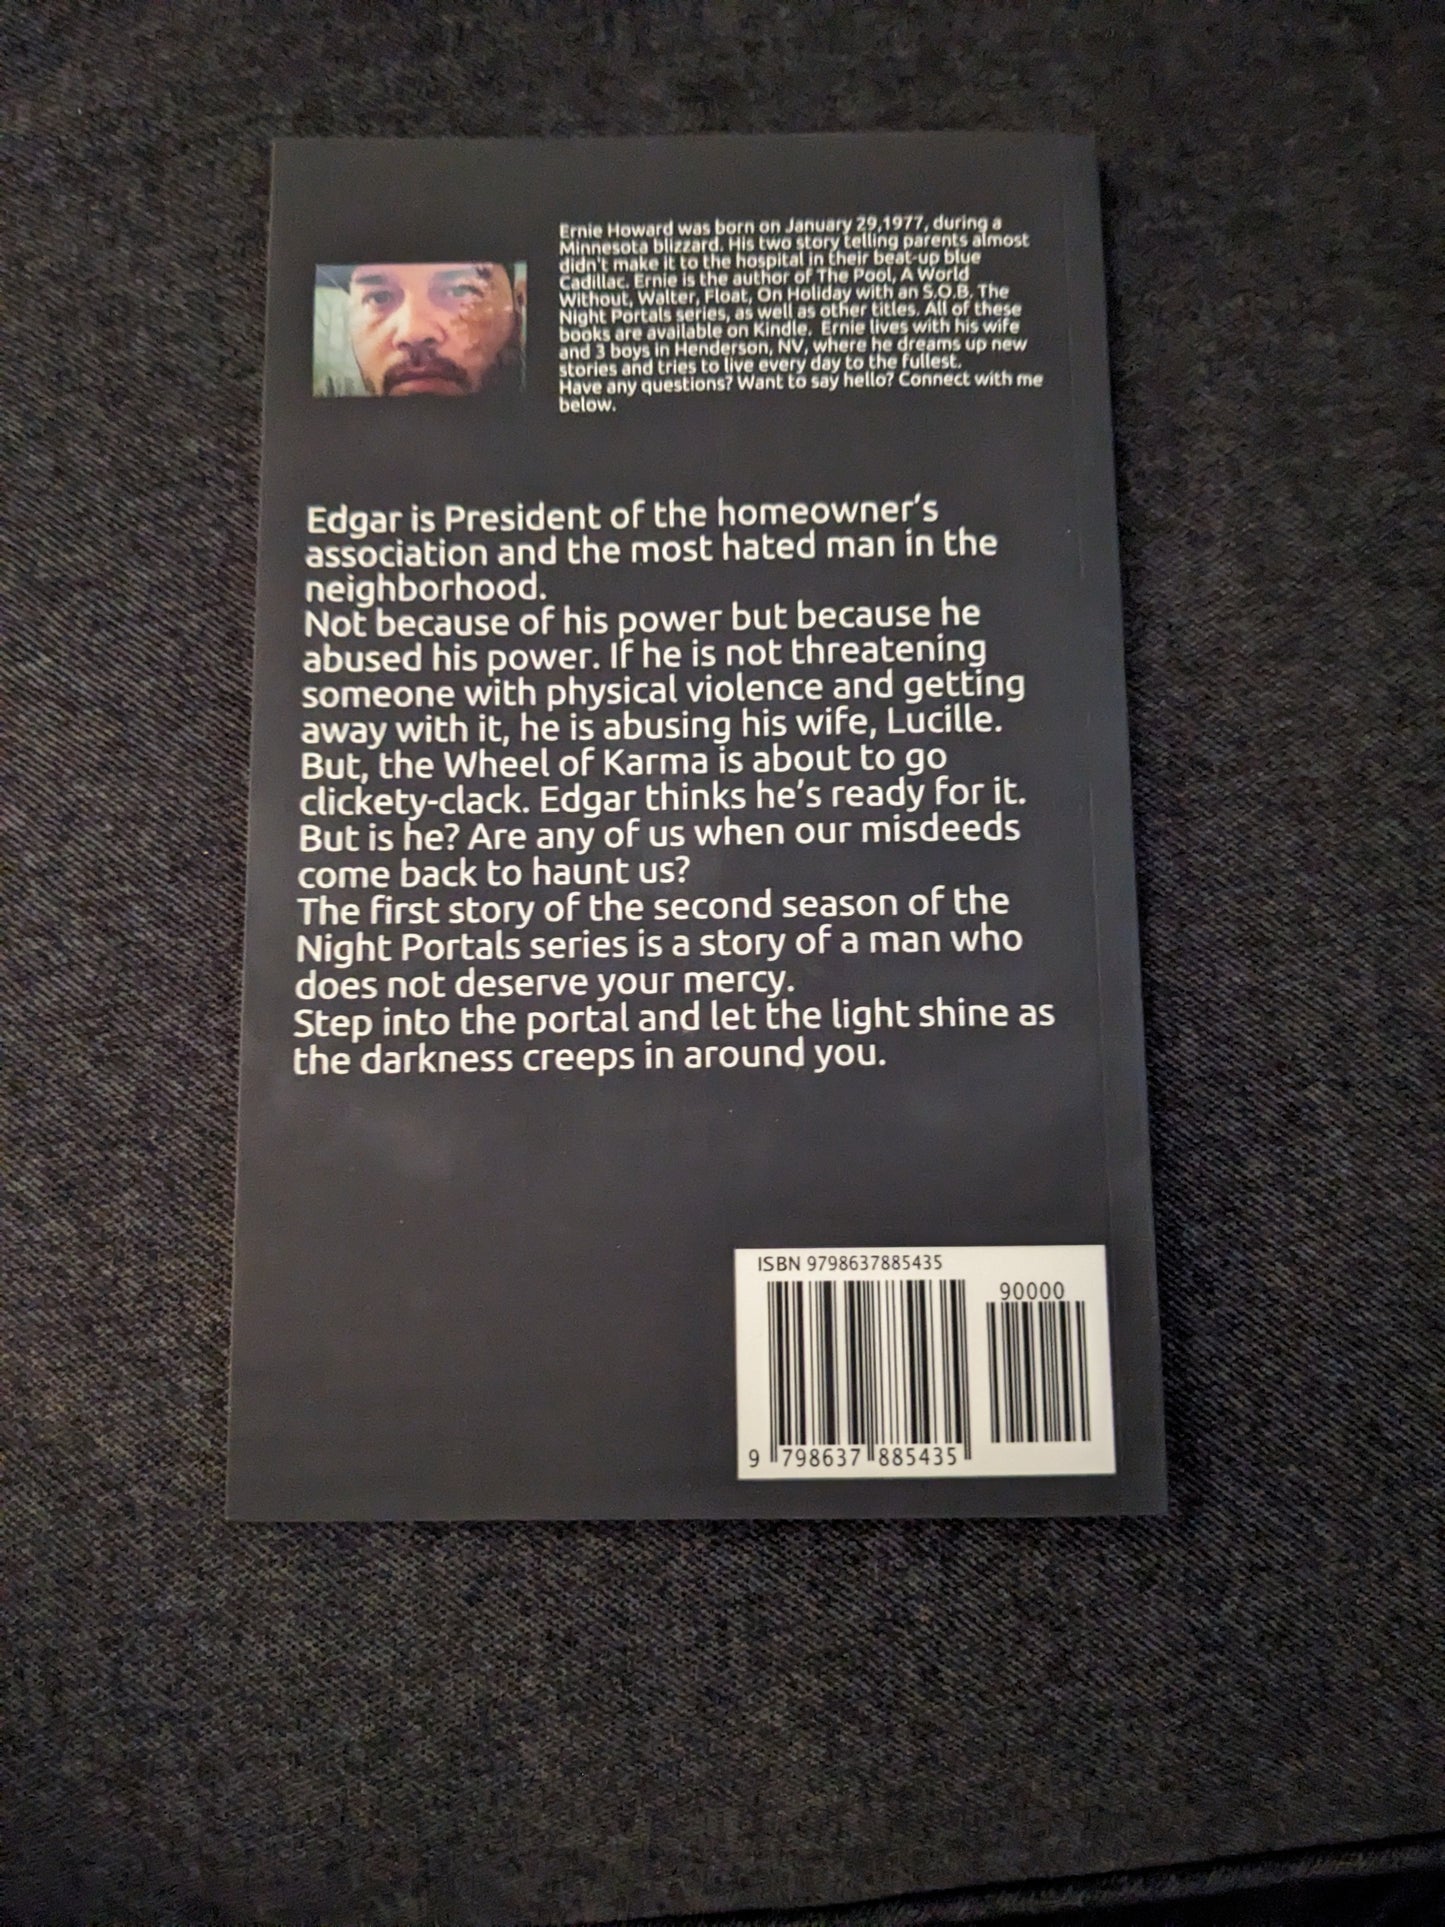 Ernie Howard was born on January 29,1977, during a
Minnesota blizzard. His two story telling parents almost
didn't make it to the hospital in their beat-up blue
Cadillac. Ernie is the author of The Pool, A World
Without, Walter, Float, On Holiday with an S.O.B. The
Night Portals series, as well as other titles. All of these
books are available on Kindle. Ernie lives with his wife
and 3 boys in Henderson, NV, where he dreams up new
stories and tries to live every day to the fullest.
Have any questions? Want to say hello? Connect with me
below.
Edgar is President of the homeowner's
association and the most hated man in the
neighborhood.
Not because of his power but because he
abused his power. If he is not threatening
someone with physical violence and getting
away with it, he is abusing his wife, Lucille.
But, the Wheel of Karma is about to go
clickety-clack. Edgar thinks he's ready for it.
But is he? Are any of us when our misdeeds
come back to haunt us?
The first story of the second season of the
Night Portals series is a story of a man who
does not deserve your mercy.
Step into the portal and let the light shine as
the darkness creeps in around you.
ISBN 9798637885435
90000
9 798637 885435